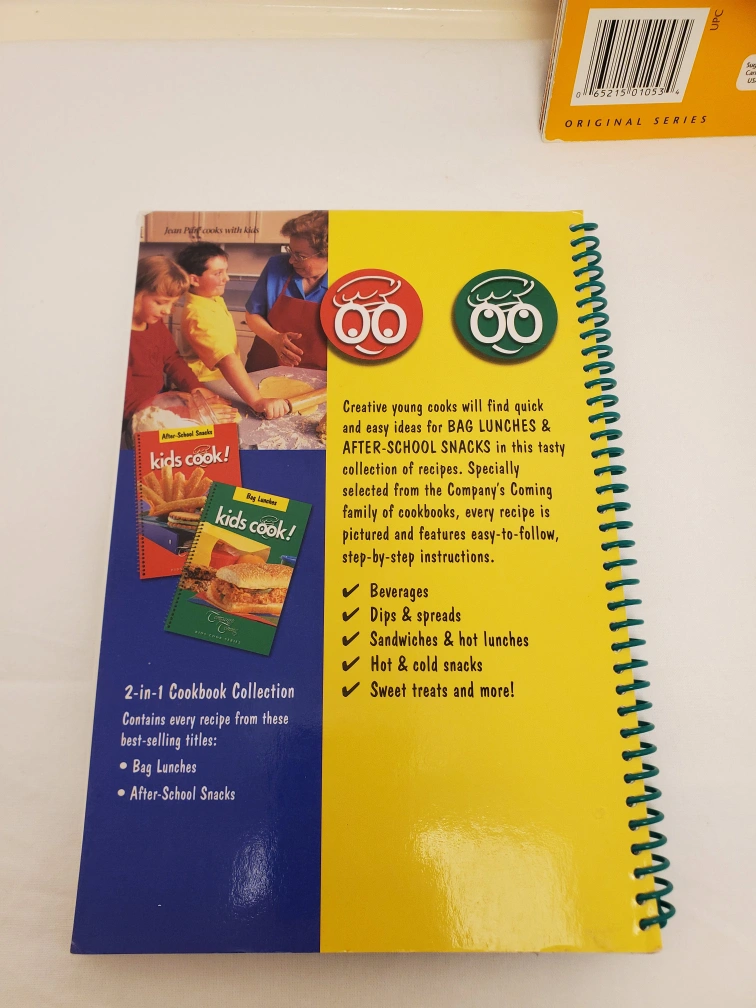 UPC
0 65215 01053 4
ORIGINAL SERIES
Jean Paré cooks with kids
Creative young cooks will find quick
and easy ideas for BAG LUNCHES &
AFTER-SCHOOL SNACKS in this tasty
collection of recipes. Specially
selected from the Company's Coming
family of cookbooks, every recipe is
pictured and features easy-to-follow,
step-by-step instructions.
✔ Beverages
✔ Dips & spreads
✔ Sandwiches & hot lunches
✔ Hot & cold snacks
✔ Sweet treats and more!
After-School Snacks
kids cook!
Bag Lunches
kids cook!
Company's
Coming
2-in-1 Cookbook Collection
Contains every recipe from these
best-selling titles:
• Bag Lunches
• After-School Snacks